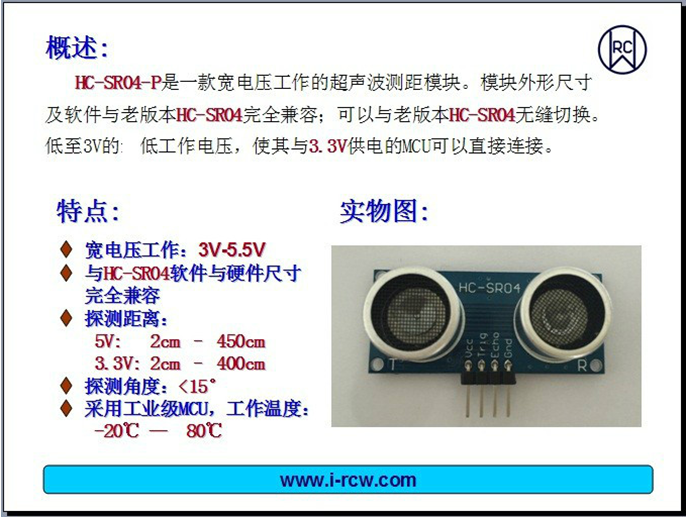 概述:
RC
HC-SR04-P是一款宽电压工作的超声波测距模块。模块外形尺寸
及软件与老版本HC-SR04完全兼容；可以与老版本HC-SR04无缝切换。
低至3V的: 低工作电压，使其与3.3V供电的MCU可以直接连接。
特点:
宽电压工作: 3V-5.5V
与HC-SR04软件与硬件尺寸
完全兼容
探测距离:
5V: 2cm - 450cm
3.3V: 2cm - 400cm
探测角度: <15°
采用工业级MCU，工作温度:
-20℃ — 80℃
实物图:
HC-SR04
Vcc
Trig
Echo
Gnd
T
R
www.i-rcw.com